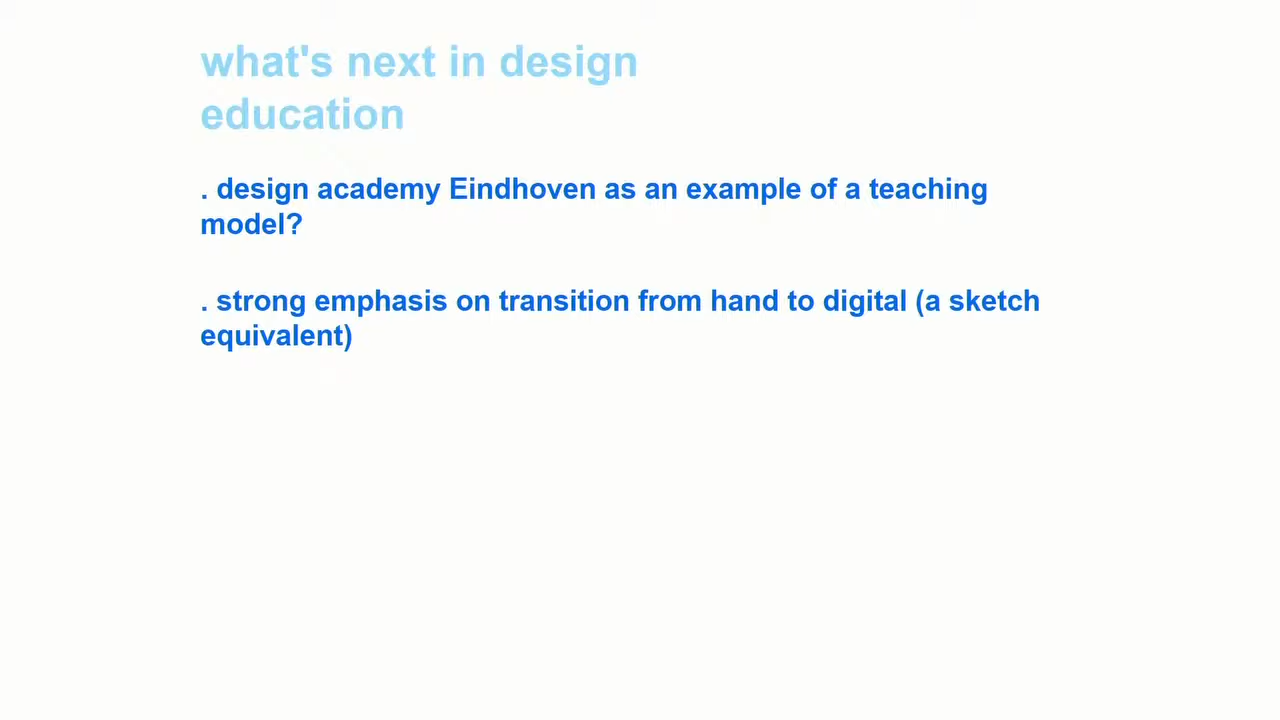 what's next in design
education
. design academy Eindhoven as an example of a teaching
model?
. strong emphasis on transition from hand to digital (a sketch
equivalent)